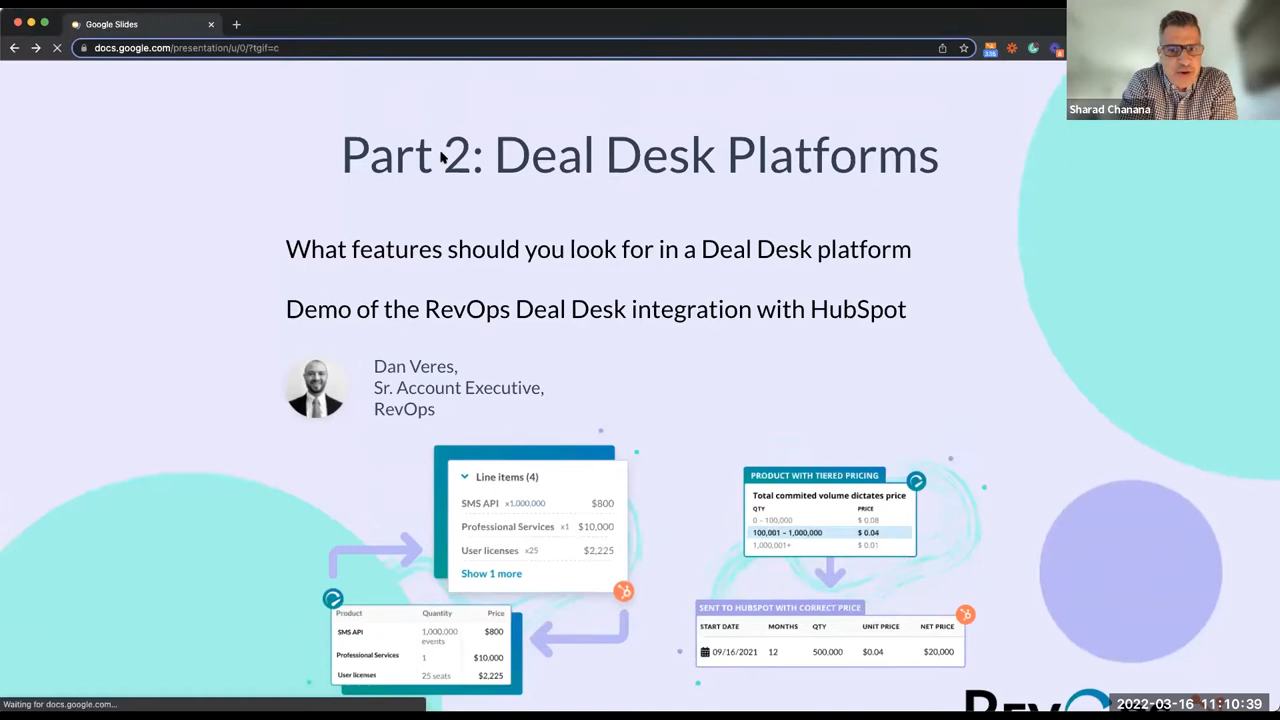 Google Slides
docs.google.com/presentation/u/0/?tgif=c
Sharad Chanana
Part 2: Deal Desk Platforms
What features should you look for in a Deal Desk platform
Demo of the RevOps Deal Desk integration with HubSpot
Dan Veres,
Sr. Account Executive,
RevOps
Line items (4)
SMS API x1,000,000 $800
Professional Services x1 $10,000
User licenses x25 $2,225
Show 1 more
Product Quantity Price
SMS API 1,000,000 $800
events
Professional Services 1 $10,000
User licenses 25 seats $2,225
PRODUCT WITH TIERED PRICING
Total commited volume dictates price
QTY PRICE
0 – 100,000 $ 0.08
100,001 – 1,000,000 $ 0.04
1,000,001+ $ 0.01
SENT TO HUBSPOT WITH CORRECT PRICE
START DATE MONTHS QTY UNIT PRICE NET PRICE
09/16/2021 12 500,000 $0.04 $20,000
Waiting for docs.google.com...
2022-03-16 11:10:39